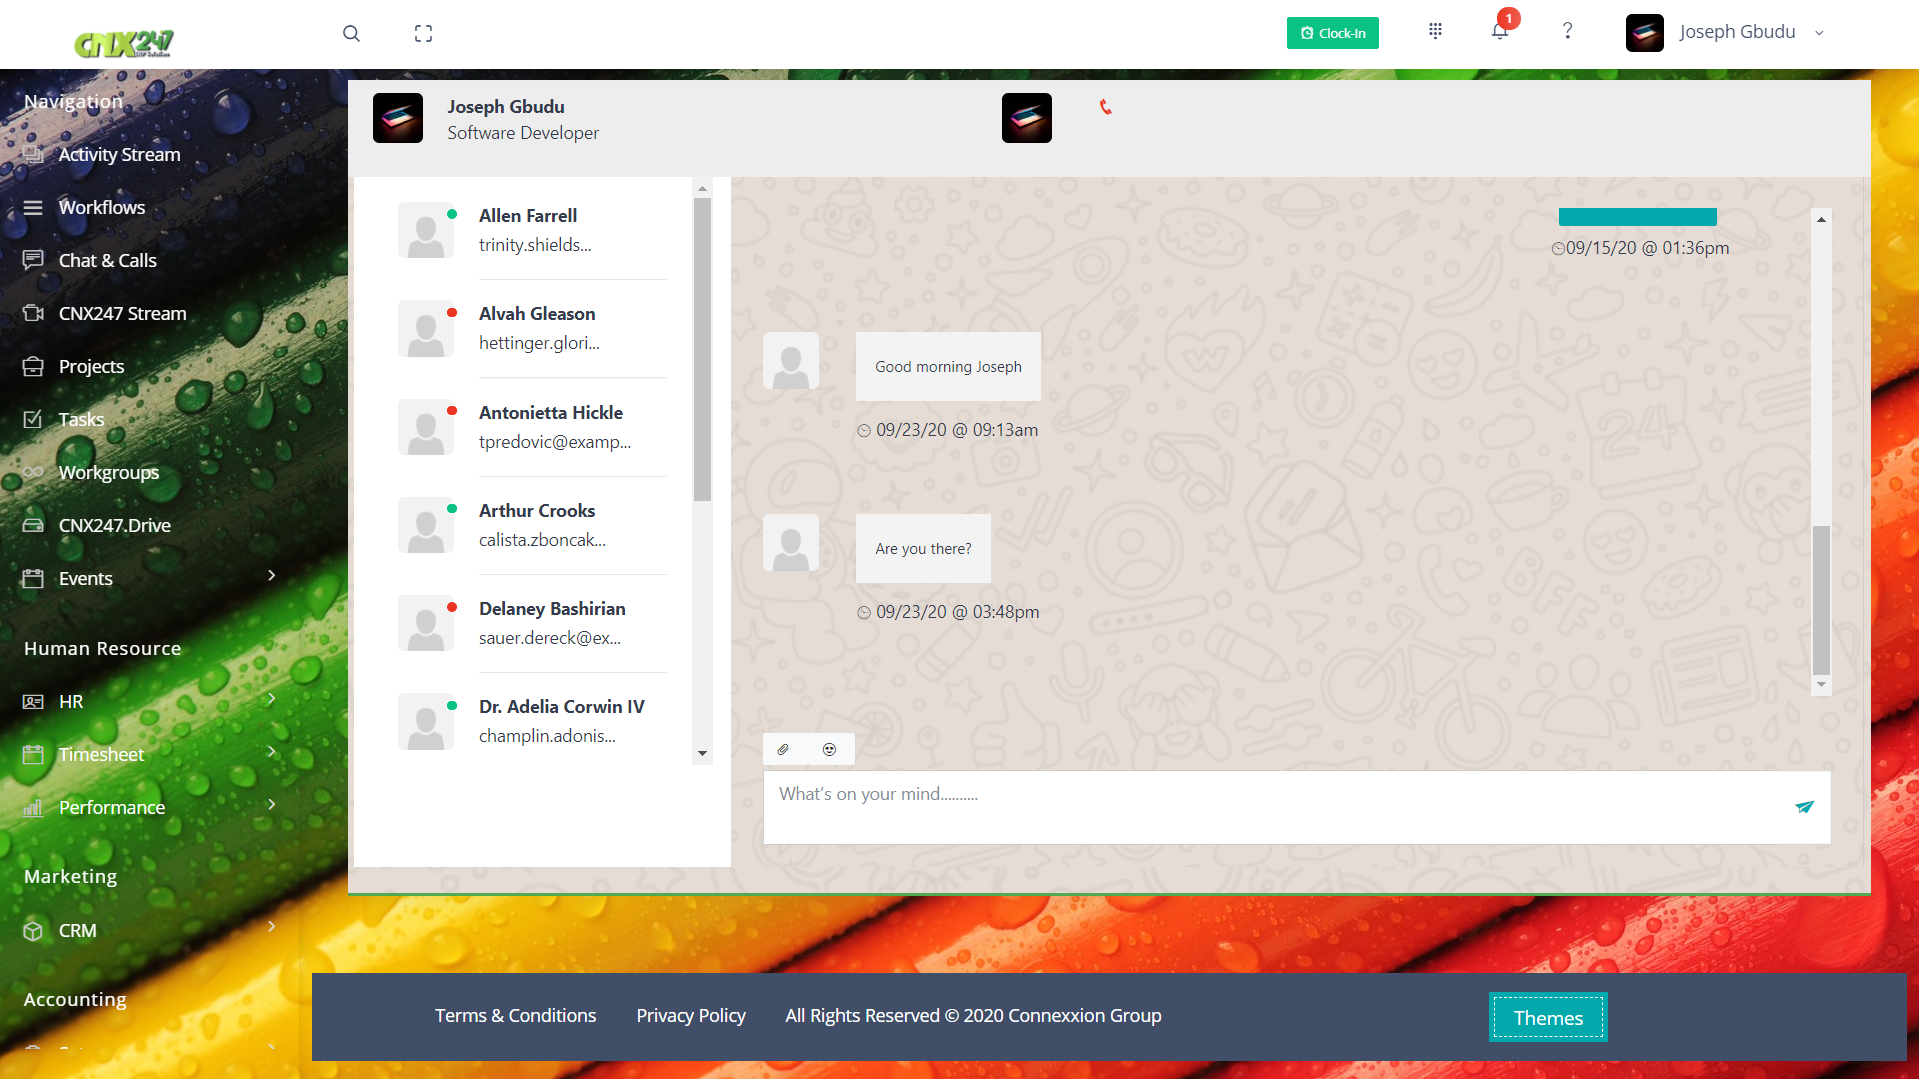 CNX247
Clock-In
1
?
Joseph Gbudu
Navigation
Activity Stream
Workflows
Chat & Calls
CNX247 Stream
Projects
Tasks
Workgroups
CNX247.Drive
Events
Human Resource
HR
Timesheet
Performance
Marketing
CRM
Accounting
Joseph Gbudu
Software Developer
Allen Farrell
trinity.shields...
Alvah Gleason
hettinger.glori...
Antonietta Hickle
tpredovic@examp...
Arthur Crooks
calista.zboncak...
Delaney Bashirian
sauer.dereck@ex...
Dr. Adelia Corwin IV
champlin.adonis...
09/15/20 @ 01:36pm
Good morning Joseph
09/23/20 @ 09:13am
Are you there?
09/23/20 @ 03:48pm
What's on your mind..........
Terms & Conditions
Privacy Policy
All Rights Reserved © 2020 Connexxion Group
Themes